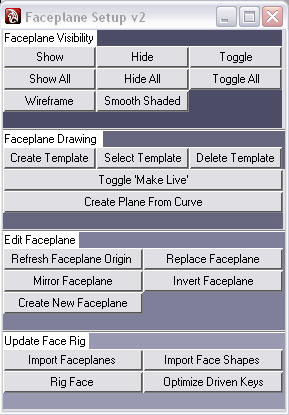 Faceplane Setup v2
Faceplane Visibility
Show Hide Toggle
Show All Hide All Toggle All
Wireframe Smooth Shaded
Faceplane Drawing
Create Template Select Template Delete Template
Toggle 'Make Live'
Create Plane From Curve
Edit Faceplane
Refresh Faceplane Origin Replace Faceplane
Mirror Faceplane Invert Faceplane
Create New Faceplane
Update Face Rig
Import Faceplanes Import Face Shapes
Rig Face Optimize Driven Keys